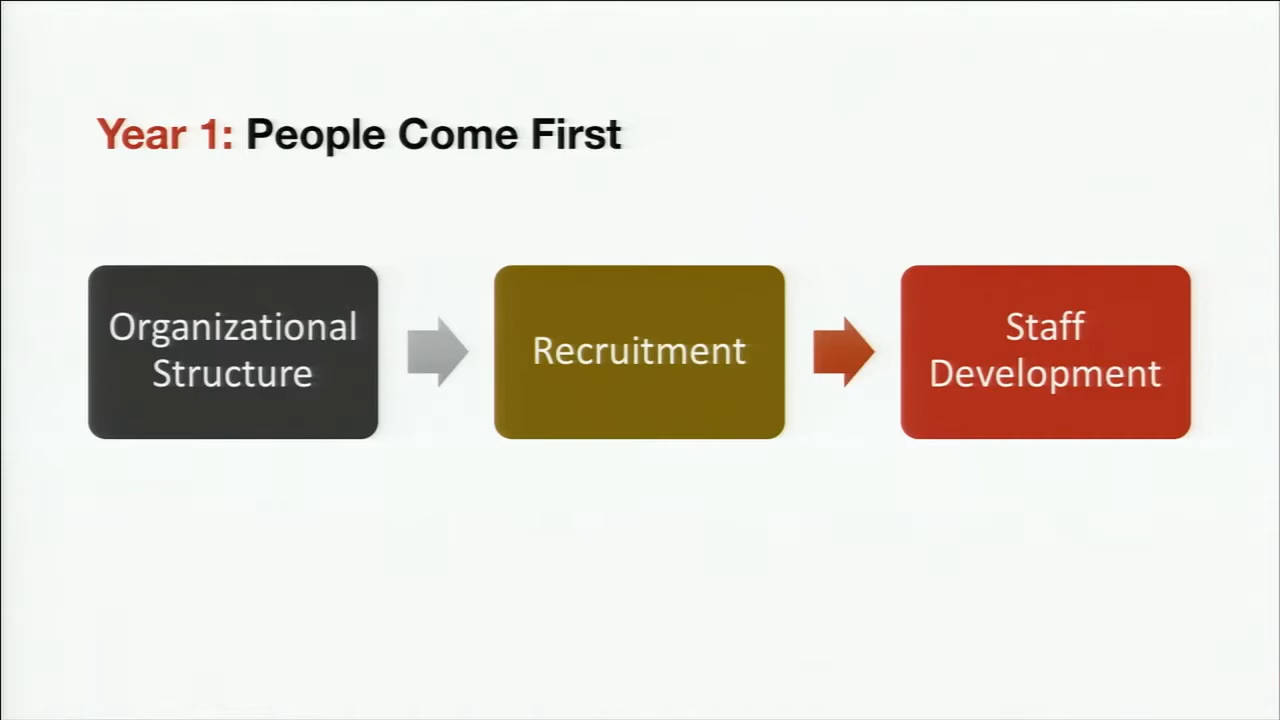 Year 1: People Come First
Organizational
Structure
Recruitment
Staff
Development